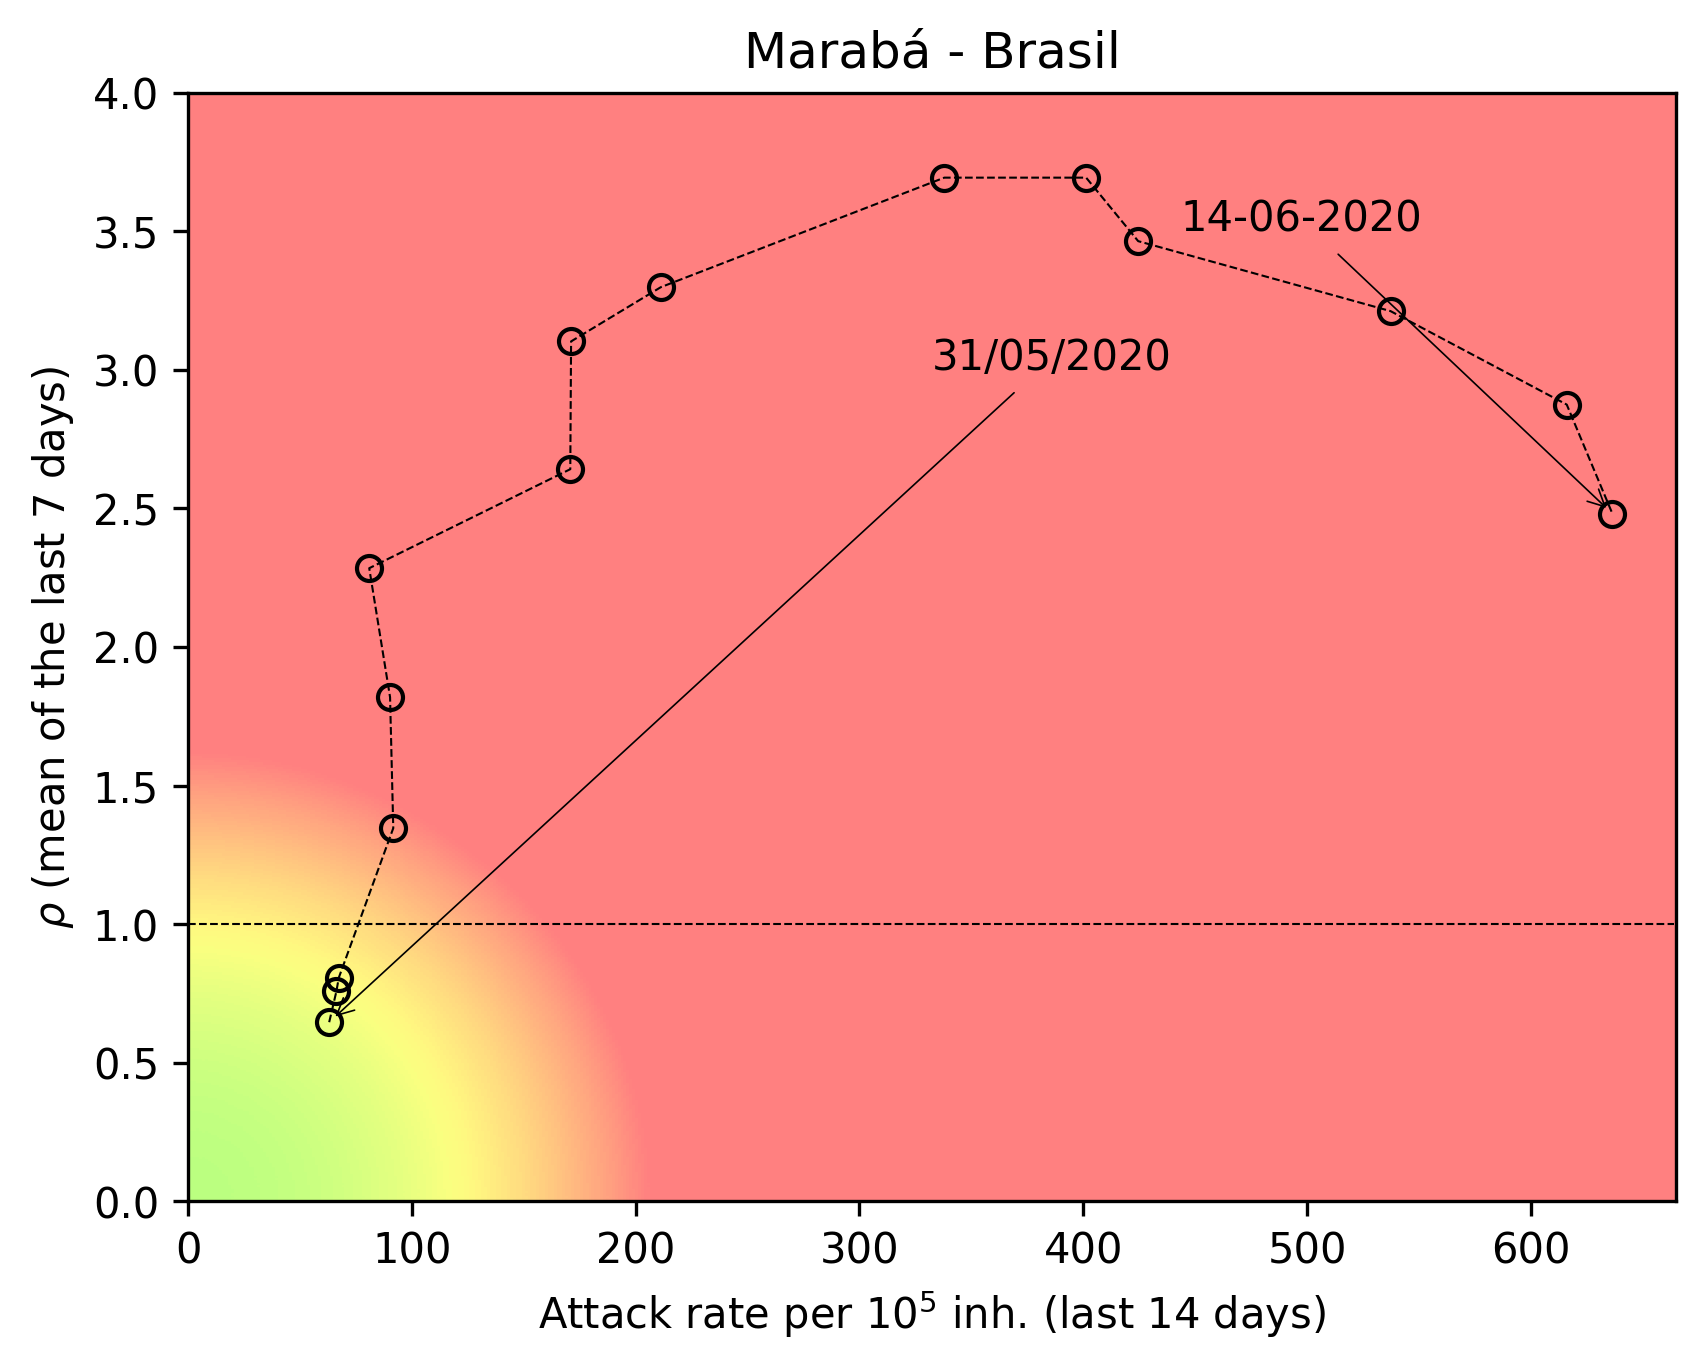 Marabá - Brasil
4.0
3.5
3.0
2.5
2.0
1.5
1.0
0.5
0.0
ρ (mean of the last 7 days)
14-06-2020
31/05/2020
0 100 200 300 400 500 600
Attack rate per 10⁵ inh. (last 14 days)